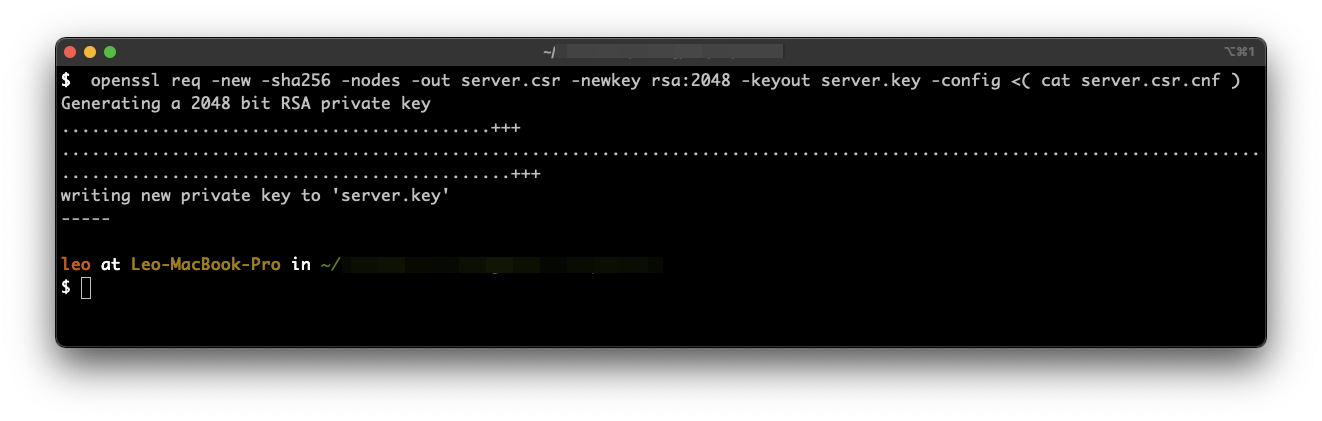 ~/
⌥⌘1
$ openssl req -new -sha256 -nodes -out server.csr -newkey rsa:2048 -keyout server.key -config <( cat server.csr.cnf )
Generating a 2048 bit RSA private key
...........................................+++
........................................................................................................................
.............................................+++
writing new private key to 'server.key'
-----
leo at Leo-MacBook-Pro in ~/
$